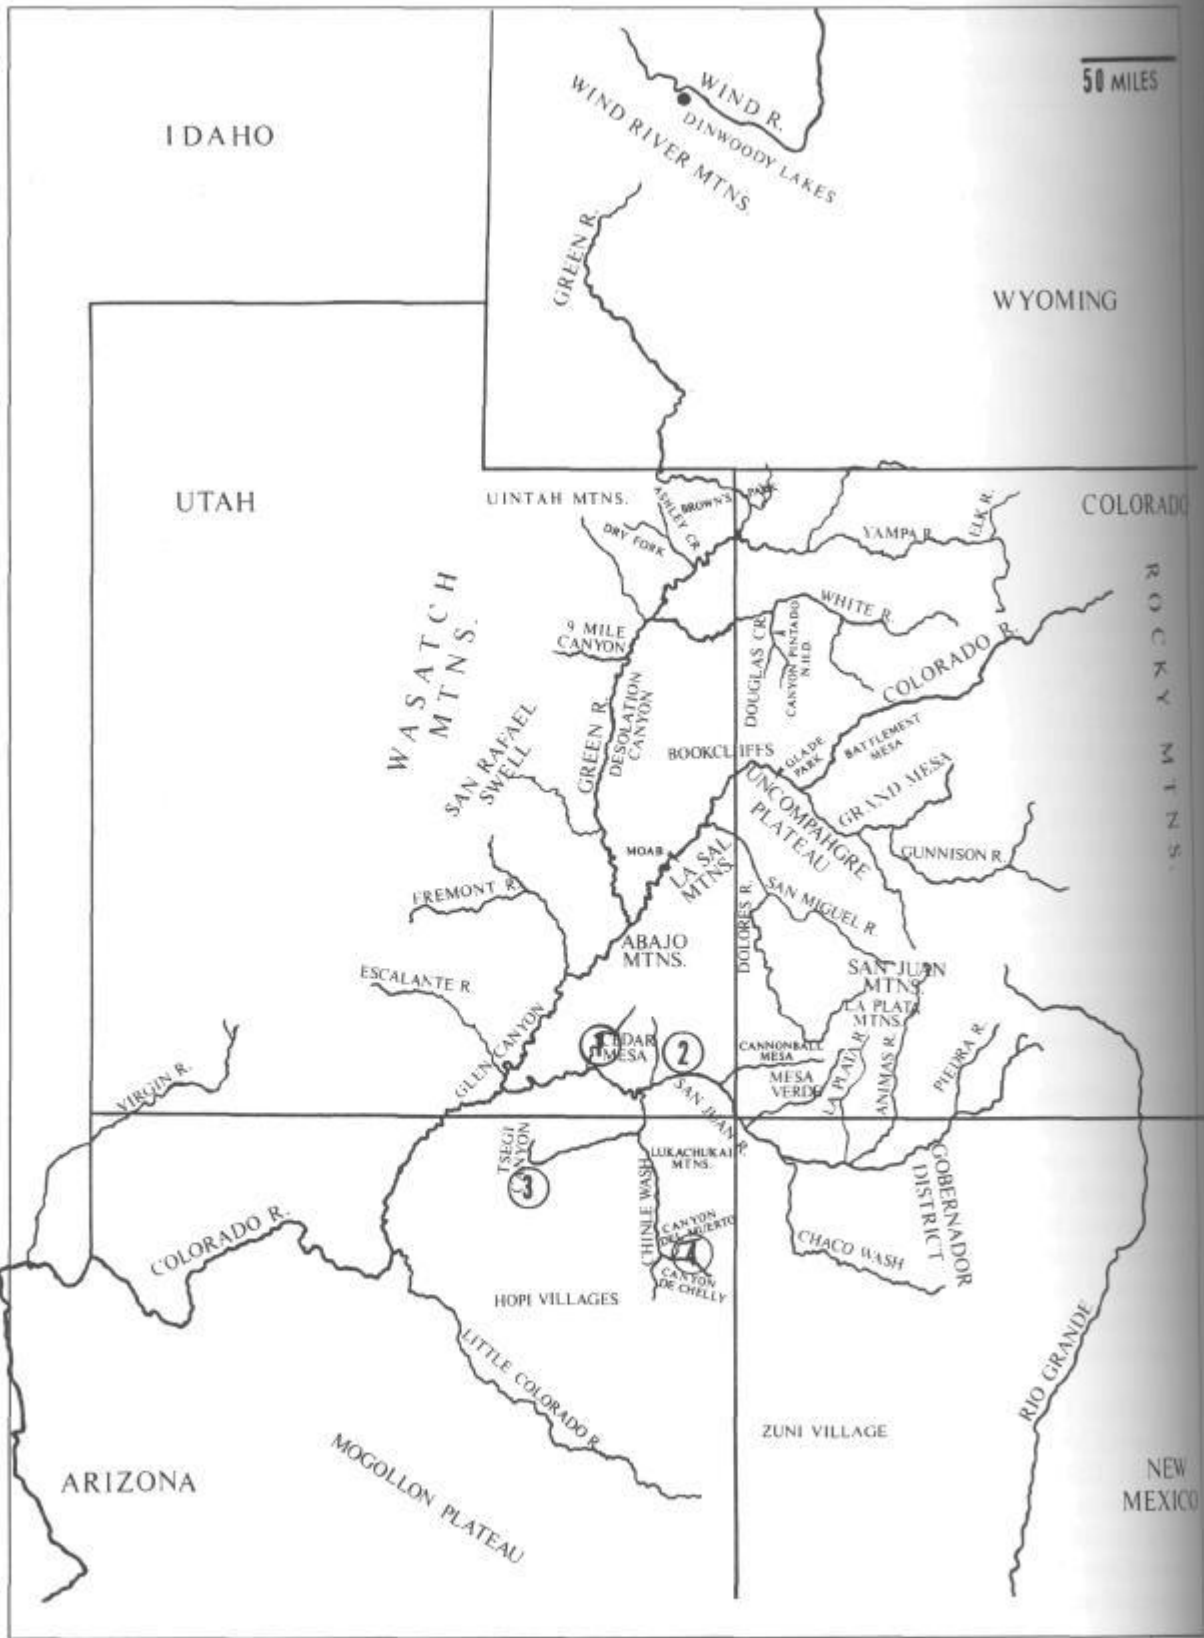 50 MILES
IDAHO
WIND R.
DINWOODY LAKES
WIND RIVER MTNS.
GREEN R.
WYOMING
UTAH
UINTAH MTNS.
ASHLEY CR.
BROWN'S PARK
DRY FORK
COLORADO
YAMPA R.
ELK R.
WASATCH
MTNS.
9 MILE
CANYON
DOUGLAS CR.
CANYON PINTADO
N.H.D.
WHITE R.
COLORADO R.
ROCKY MTNS.
SAN RAFAEL
SWELL
GREEN R.
DESOLATION
CANYON
BOOKCLIFFS
GLADE
PARK
BATTLEMENT
MESA
UNCOMPAHGRE
PLATEAU
GRAND MESA
GUNNISON R.
MOAB
LA SAL
MTNS.
FREMONT R.
DOLORES R.
SAN MIGUEL R.
ABAJO
MTNS.
SAN JUAN
MTNS.
LA PLATA
MTNS.
ESCALANTE R.
GLEN CANYON
1
CEDAR
MESA
2
CANNONBALL
MESA
MESA
VERDE
LA PLATA R.
ANIMAS R.
PIEDRA R.
VIRGIN R.
SAN JUAN R.
TSEGI
CANYON
3
LUKACHUKAI
MTNS.
CHINLE WASH
CANYON
DEL MUERTO
4
CANYON
DE CHELLY
CHACO WASH
GOBERNADOR
DISTRICT
COLORADO R.
HOPI VILLAGES
LITTLE COLORADO R.
RIO GRANDE
ZUNI VILLAGE
MOGOLLON PLATEAU
ARIZONA
NEW
MEXICO